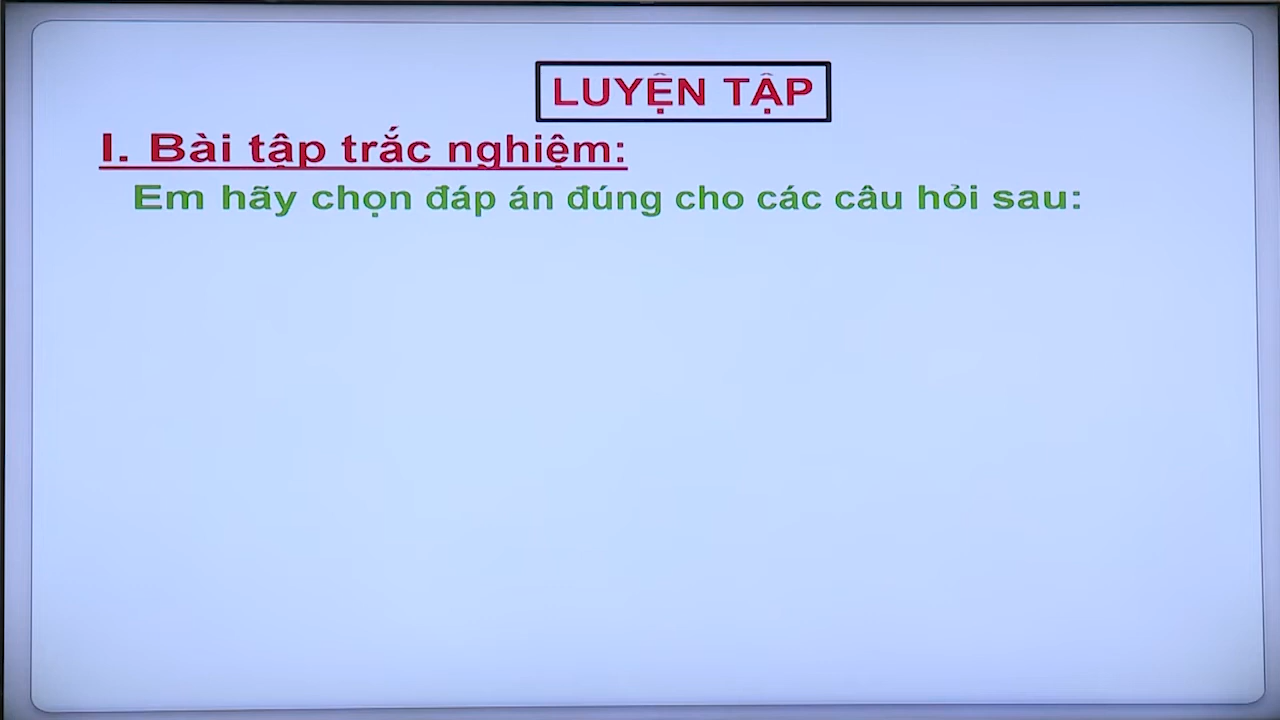 LUYỆN TẬP
I. Bài tập trắc nghiệm:
Em hãy chọn đáp án đúng cho các câu hỏi sau: